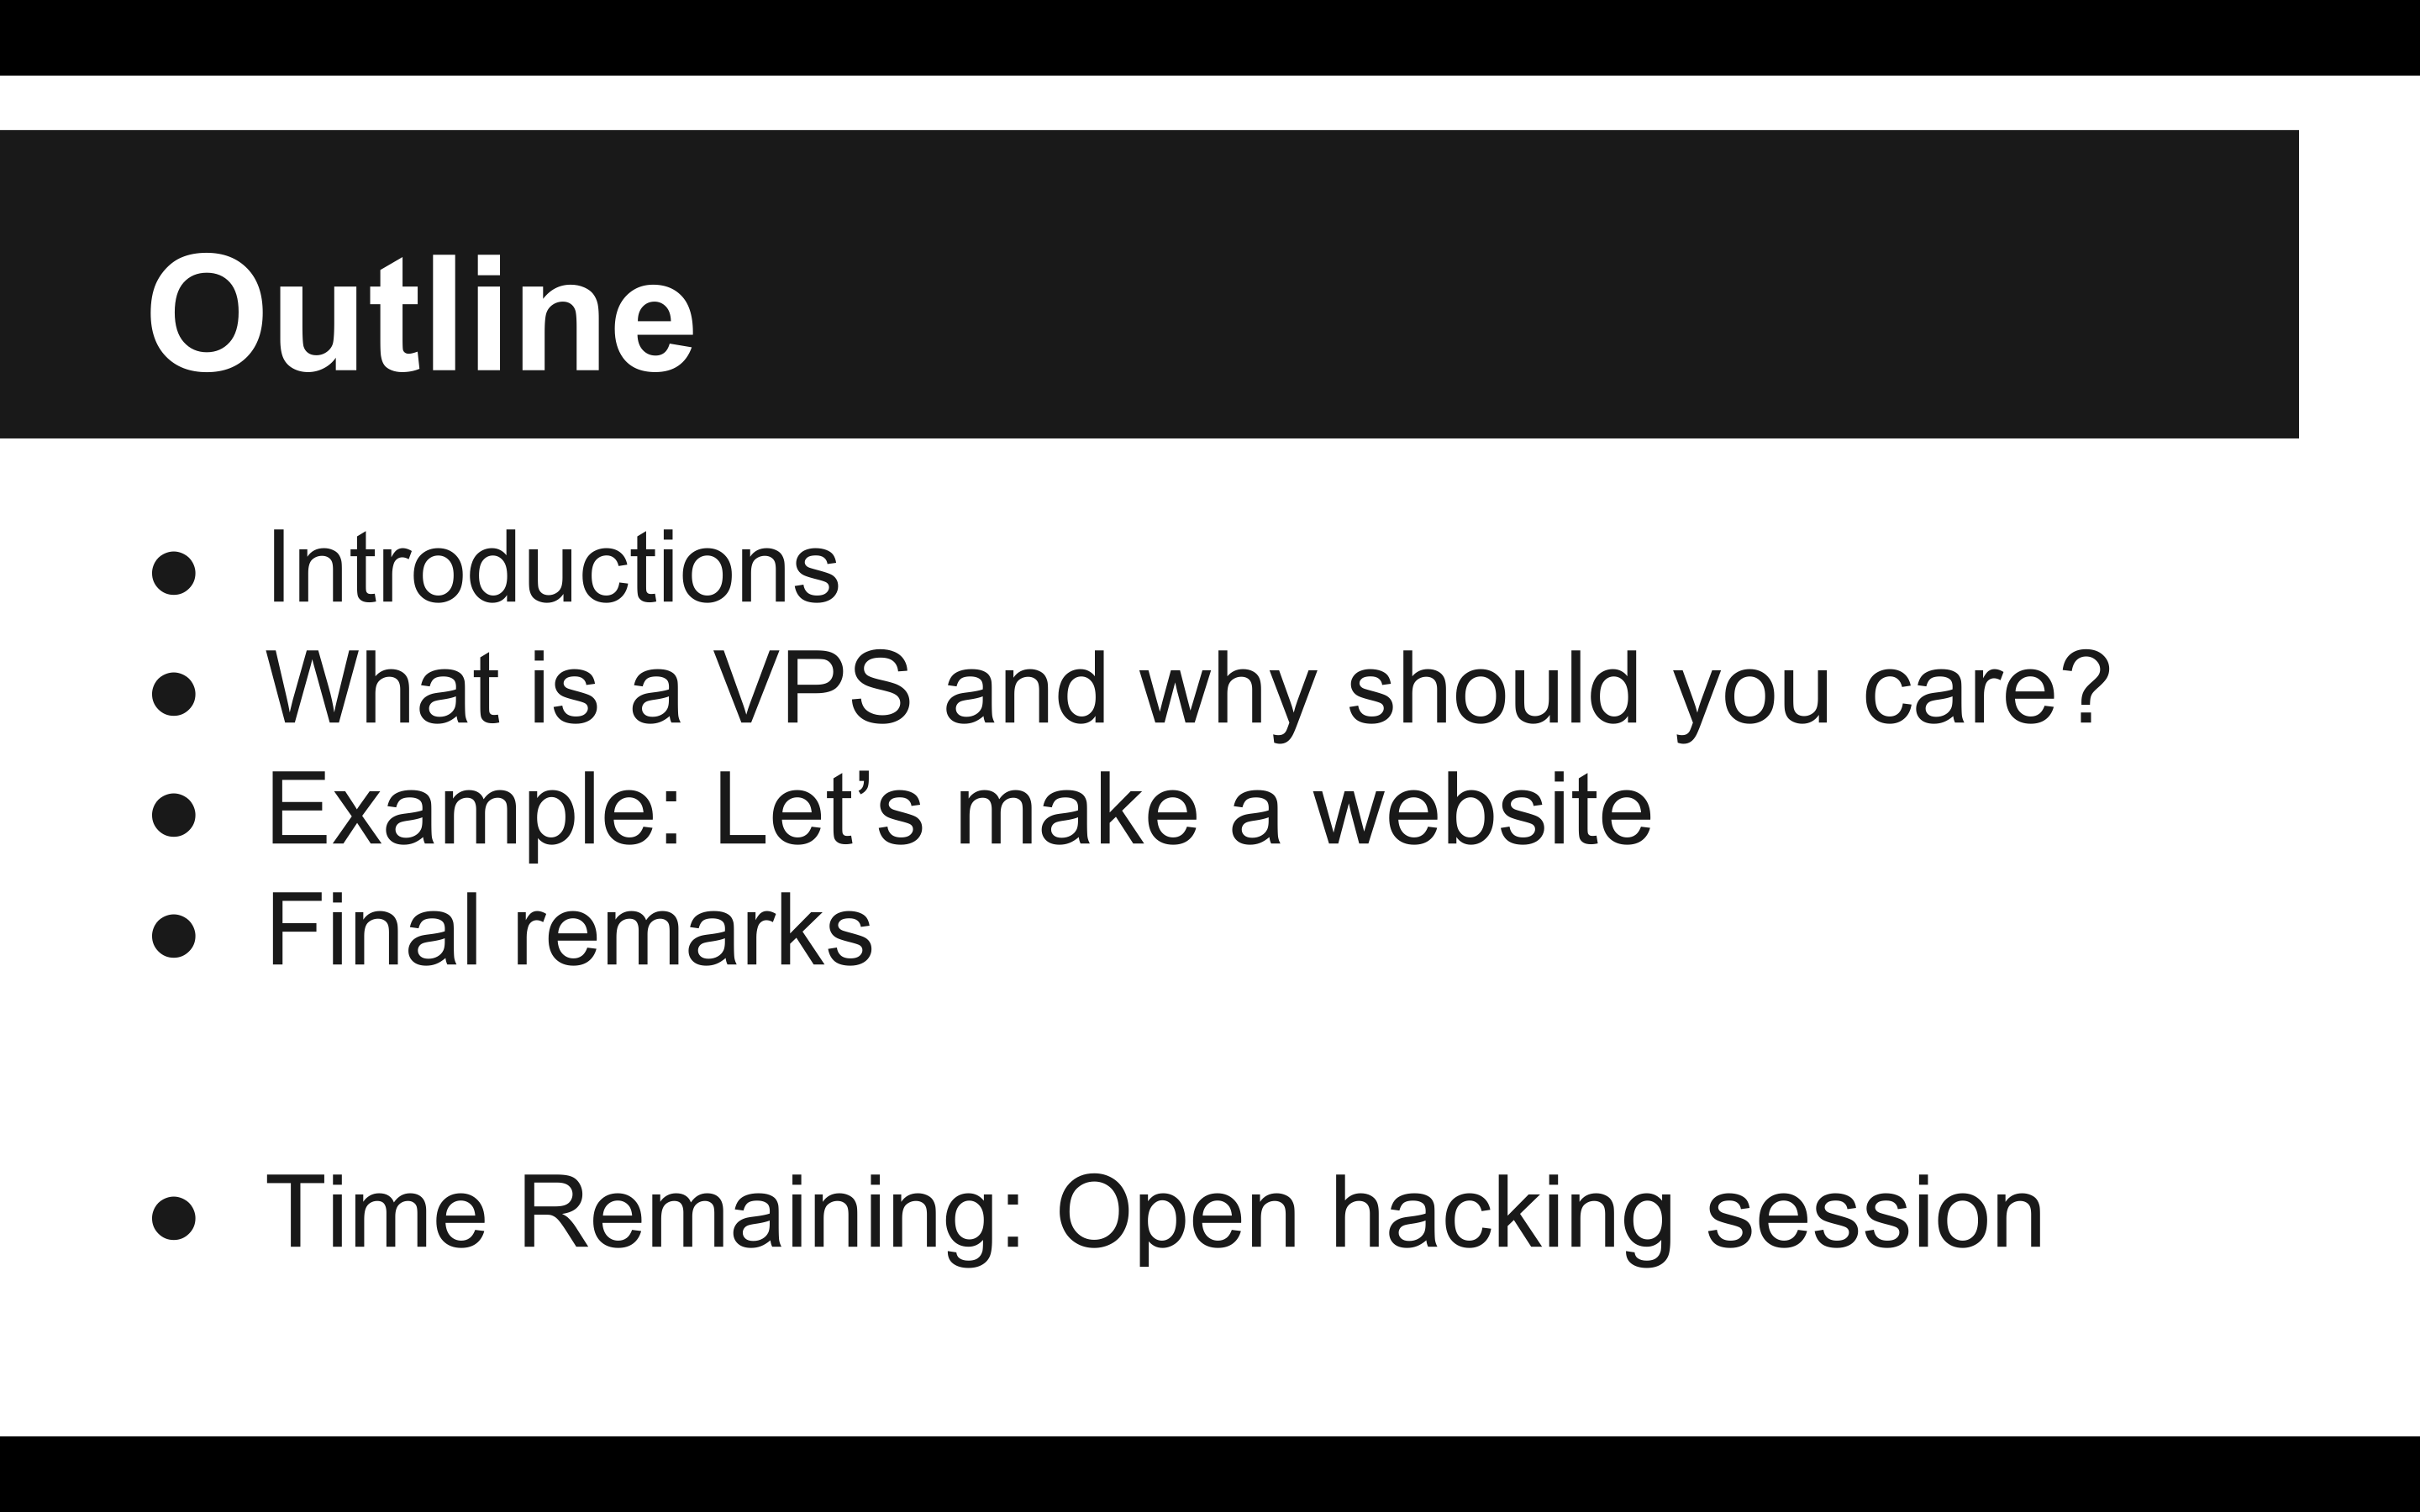 Outline
• Introductions
• What is a VPS and why should you care?
• Example: Let’s make a website
• Final remarks
• Time Remaining: Open hacking session